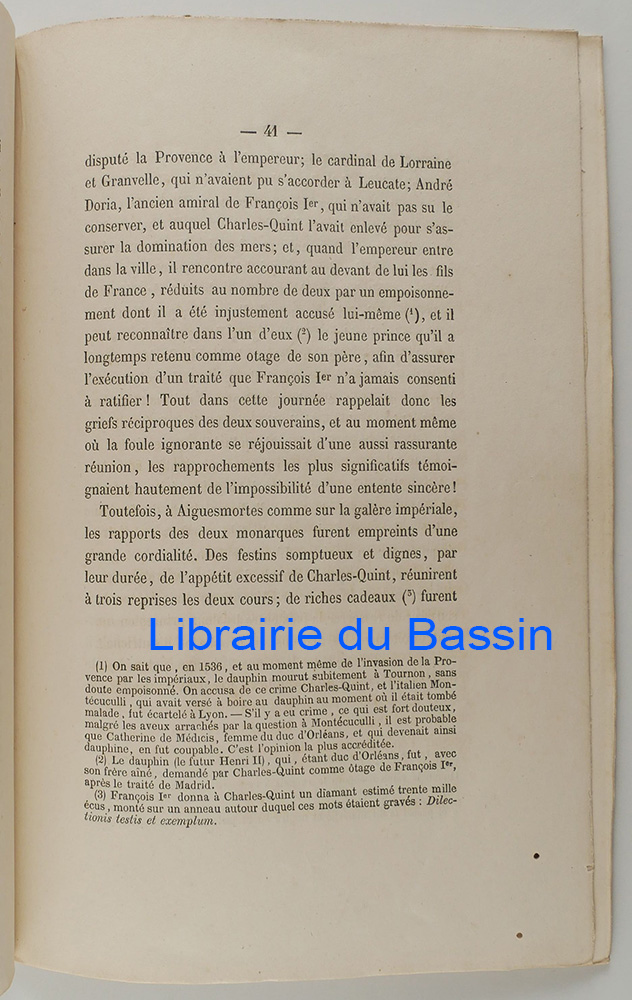 — 41 —
disputé la Provence à l'empereur; le cardinal de Lorraine
et Granvelle, qui n'avaient pu s'accorder à Leucate; André
Doria, l'ancien amiral de François Ier, qui n'avait pas su le
conserver, et auquel Charles-Quint l'avait enlevé pour s'as-
surer la domination des mers; et, quand l'empereur entre
dans la ville, il rencontre accourant au devant de lui les fils
de France, réduits au nombre de deux par un empoisonne-
ment dont il a été injustement accusé lui-même (1), et il
peut reconnaître dans l'un d'eux (2) le jeune prince qu'il a
longtemps retenu comme otage de son père, afin d'assurer
l'exécution d'un traité que François Ier n'a jamais consenti
à ratifier! Tout dans cette journée rappelait donc les
griefs réciproques des deux souverains, et au moment même
où la foule ignorante se réjouissait d'une aussi rassurante
réunion, les rapprochements les plus significatifs témoi-
gnaient hautement de l'impossibilité d'une entente sincère!
Toutefois, à Aiguesmortes comme sur la galère impériale,
les rapports des deux monarques furent empreints d'une
grande cordialité. Des festins somptueux et dignes, par
leur durée, de l'appétit excessif de Charles-Quint, réunirent
à trois reprises les deux cours; de riches cadeaux (3) furent
Librairie du Bassin
(1) On sait que, en 1536, et au moment même de l'invasion de la Pro-
vence par les impériaux, le dauphin mourut subitement à Tournon, sans
doute empoisonné. On accusa de ce crime Charles-Quint, et l'italien Mon-
técuculli, qui avait versé à boire au dauphin au moment où il était tombé
malade, fut écartelé à Lyon. — S'il y a eu crime, ce qui est fort douteux,
malgré les aveux arrachés par la question à Montécuculli, il est probable
que Catherine de Médicis, femme du duc d'Orléans, et qui devenait ainsi
dauphine, en fut coupable. C'est l'opinion la plus accréditée.
(2) Le dauphin (le futur Henri II), qui, étant duc d'Orléans, fut, avec
son frère aîné, demandé par Charles-Quint comme ôtage de François Ier,
après le traité de Madrid.
(3) François Ier donna à Charles-Quint un diamant estimé trente mille
écus, monté sur un anneau autour duquel ces mots étaient gravés: Dilec-
tionis testis et exemplum.